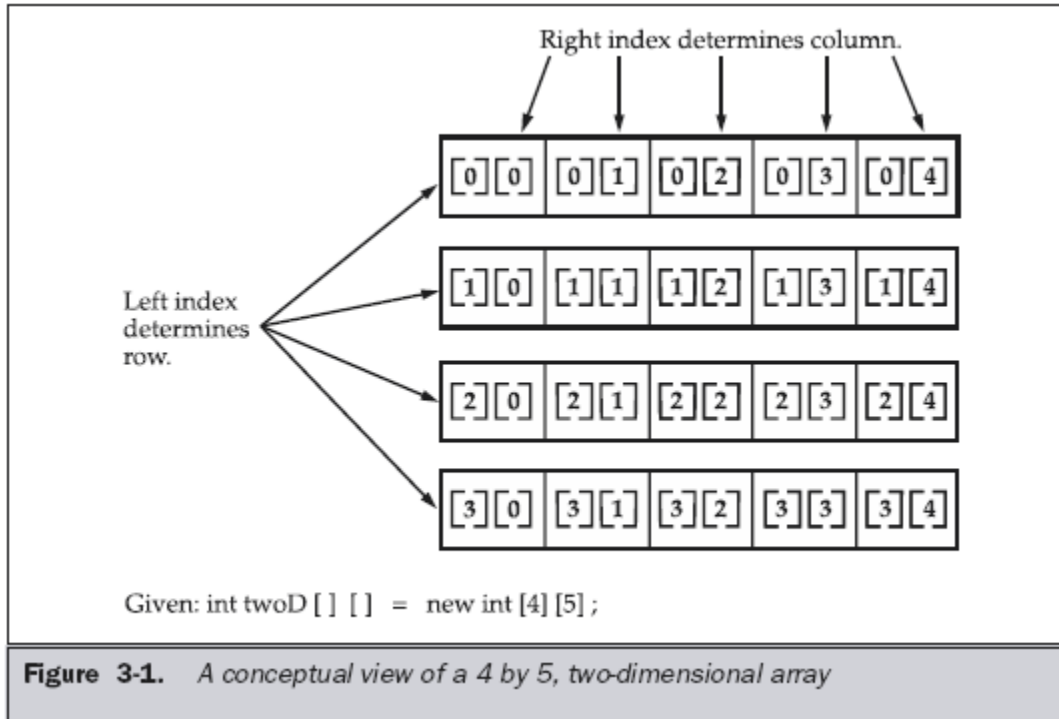 Right index determines column.
[0][0] [0][1] [0][2] [0][3] [0][4]
[1][0] [1][1] [1][2] [1][3] [1][4]
Left index
determines
row.
[2][0] [2][1] [2][2] [2][3] [2][4]
[3][0] [3][1] [3][2] [3][3] [3][4]
Given: int twoD [ ] [ ] = new int [4] [5] ;
Figure 3-1. A conceptual view of a 4 by 5, two-dimensional array